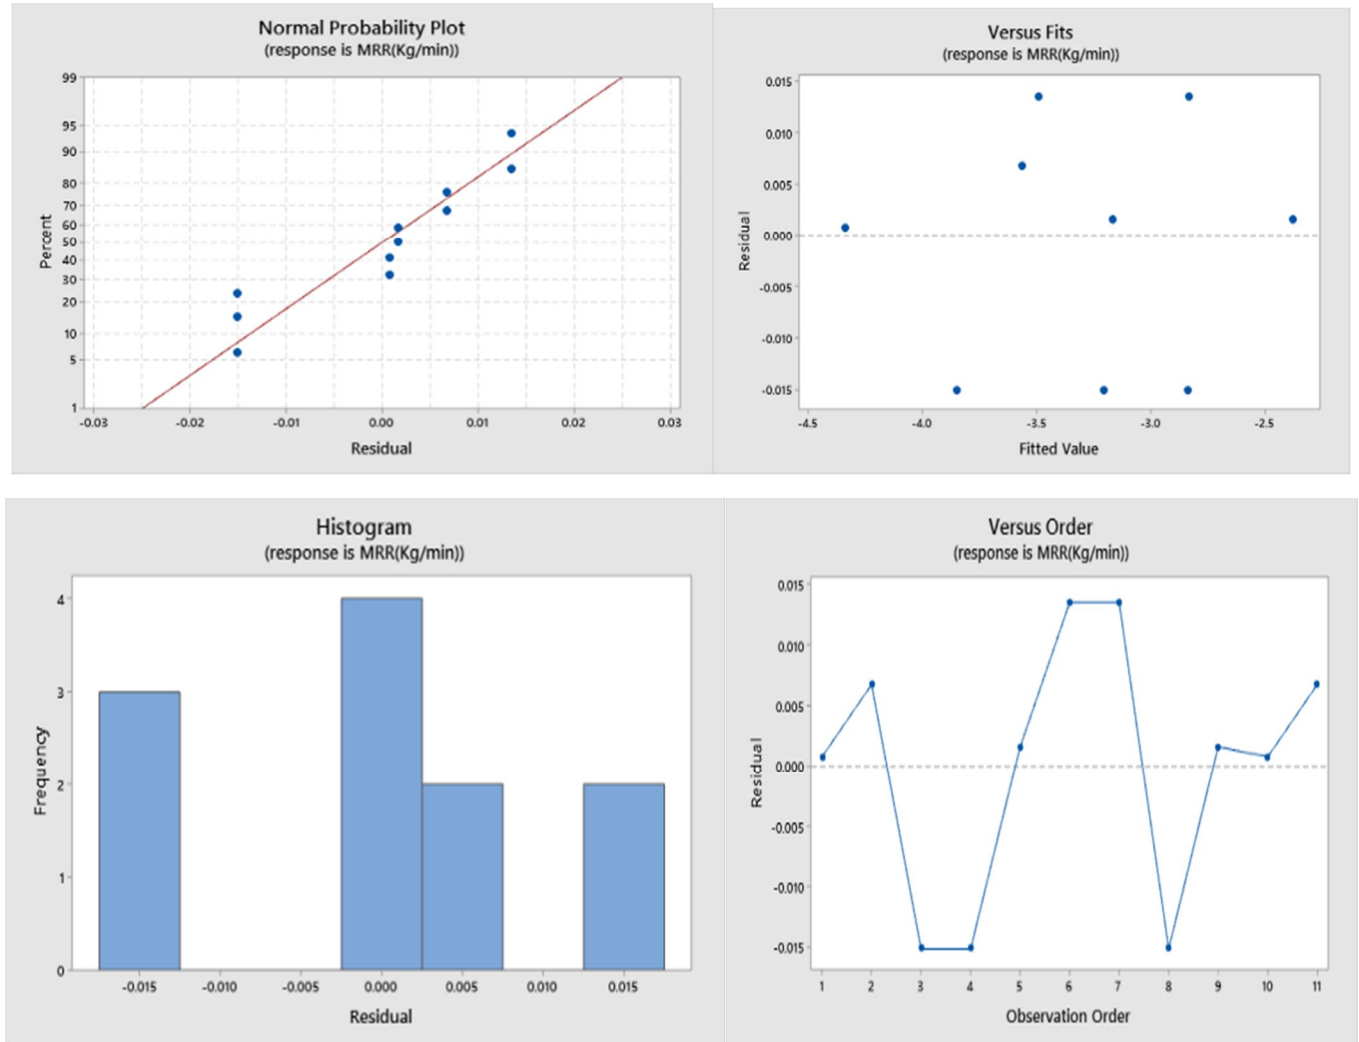 Normal Probability Plot
(response is MRR(Kg/min))
99
95
90
80
70
60
50
40
30
20
10
5
1
Percent
-0.03 -0.02 -0.01 0.00 0.01 0.02 0.03
Residual
Versus Fits
(response is MRR(Kg/min))
0.015
0.010
0.005
0.000
-0.005
-0.010
-0.015
Residual
-4.5 -4.0 -3.5 -3.0 -2.5
Fitted Value
Histogram
(response is MRR(Kg/min))
4
3
2
1
0
Frequency
-0.015 -0.010 -0.005 0.000 0.005 0.010 0.015
Residual
Versus Order
(response is MRR(Kg/min))
0.015
0.010
0.005
0.000
-0.005
-0.010
-0.015
Residual
1 2 3 4 5 6 7 8 9 10 11
Observation Order